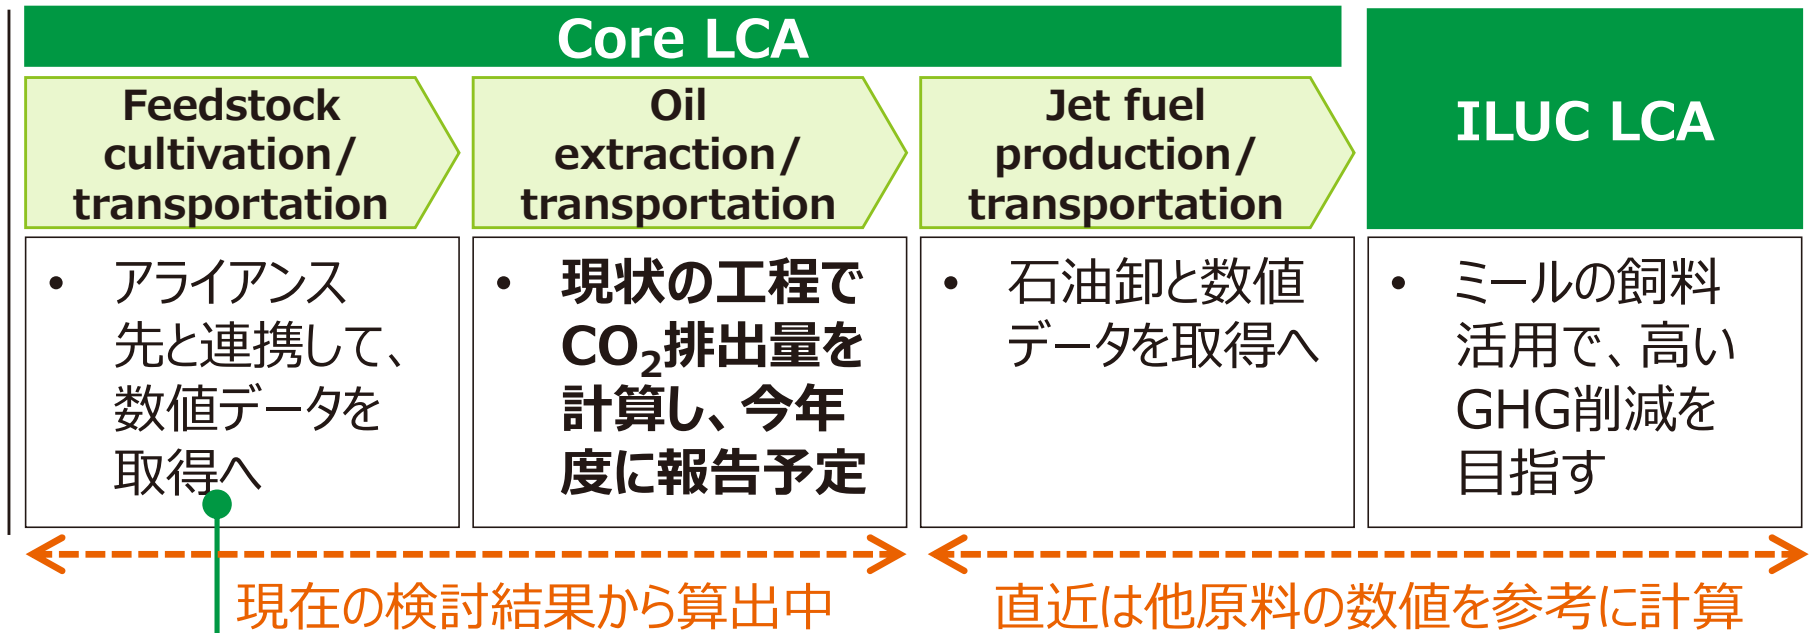 Core LCA
ILUC LCA
Feedstock
cultivation/
transportation
Oil
extraction/
transportation
Jet fuel
production/
transportation
• アライアンス
先と連携して、
数値データを
取得へ
• 現状の工程で
CO₂排出量を
計算し、今年
度に報告予定
• 石油卸と数値
データを取得へ
• ミールの飼料
活用で、高い
GHG削減を
目指す
現在の検討結果から算出中
直近は他原料の数値を参考に計算